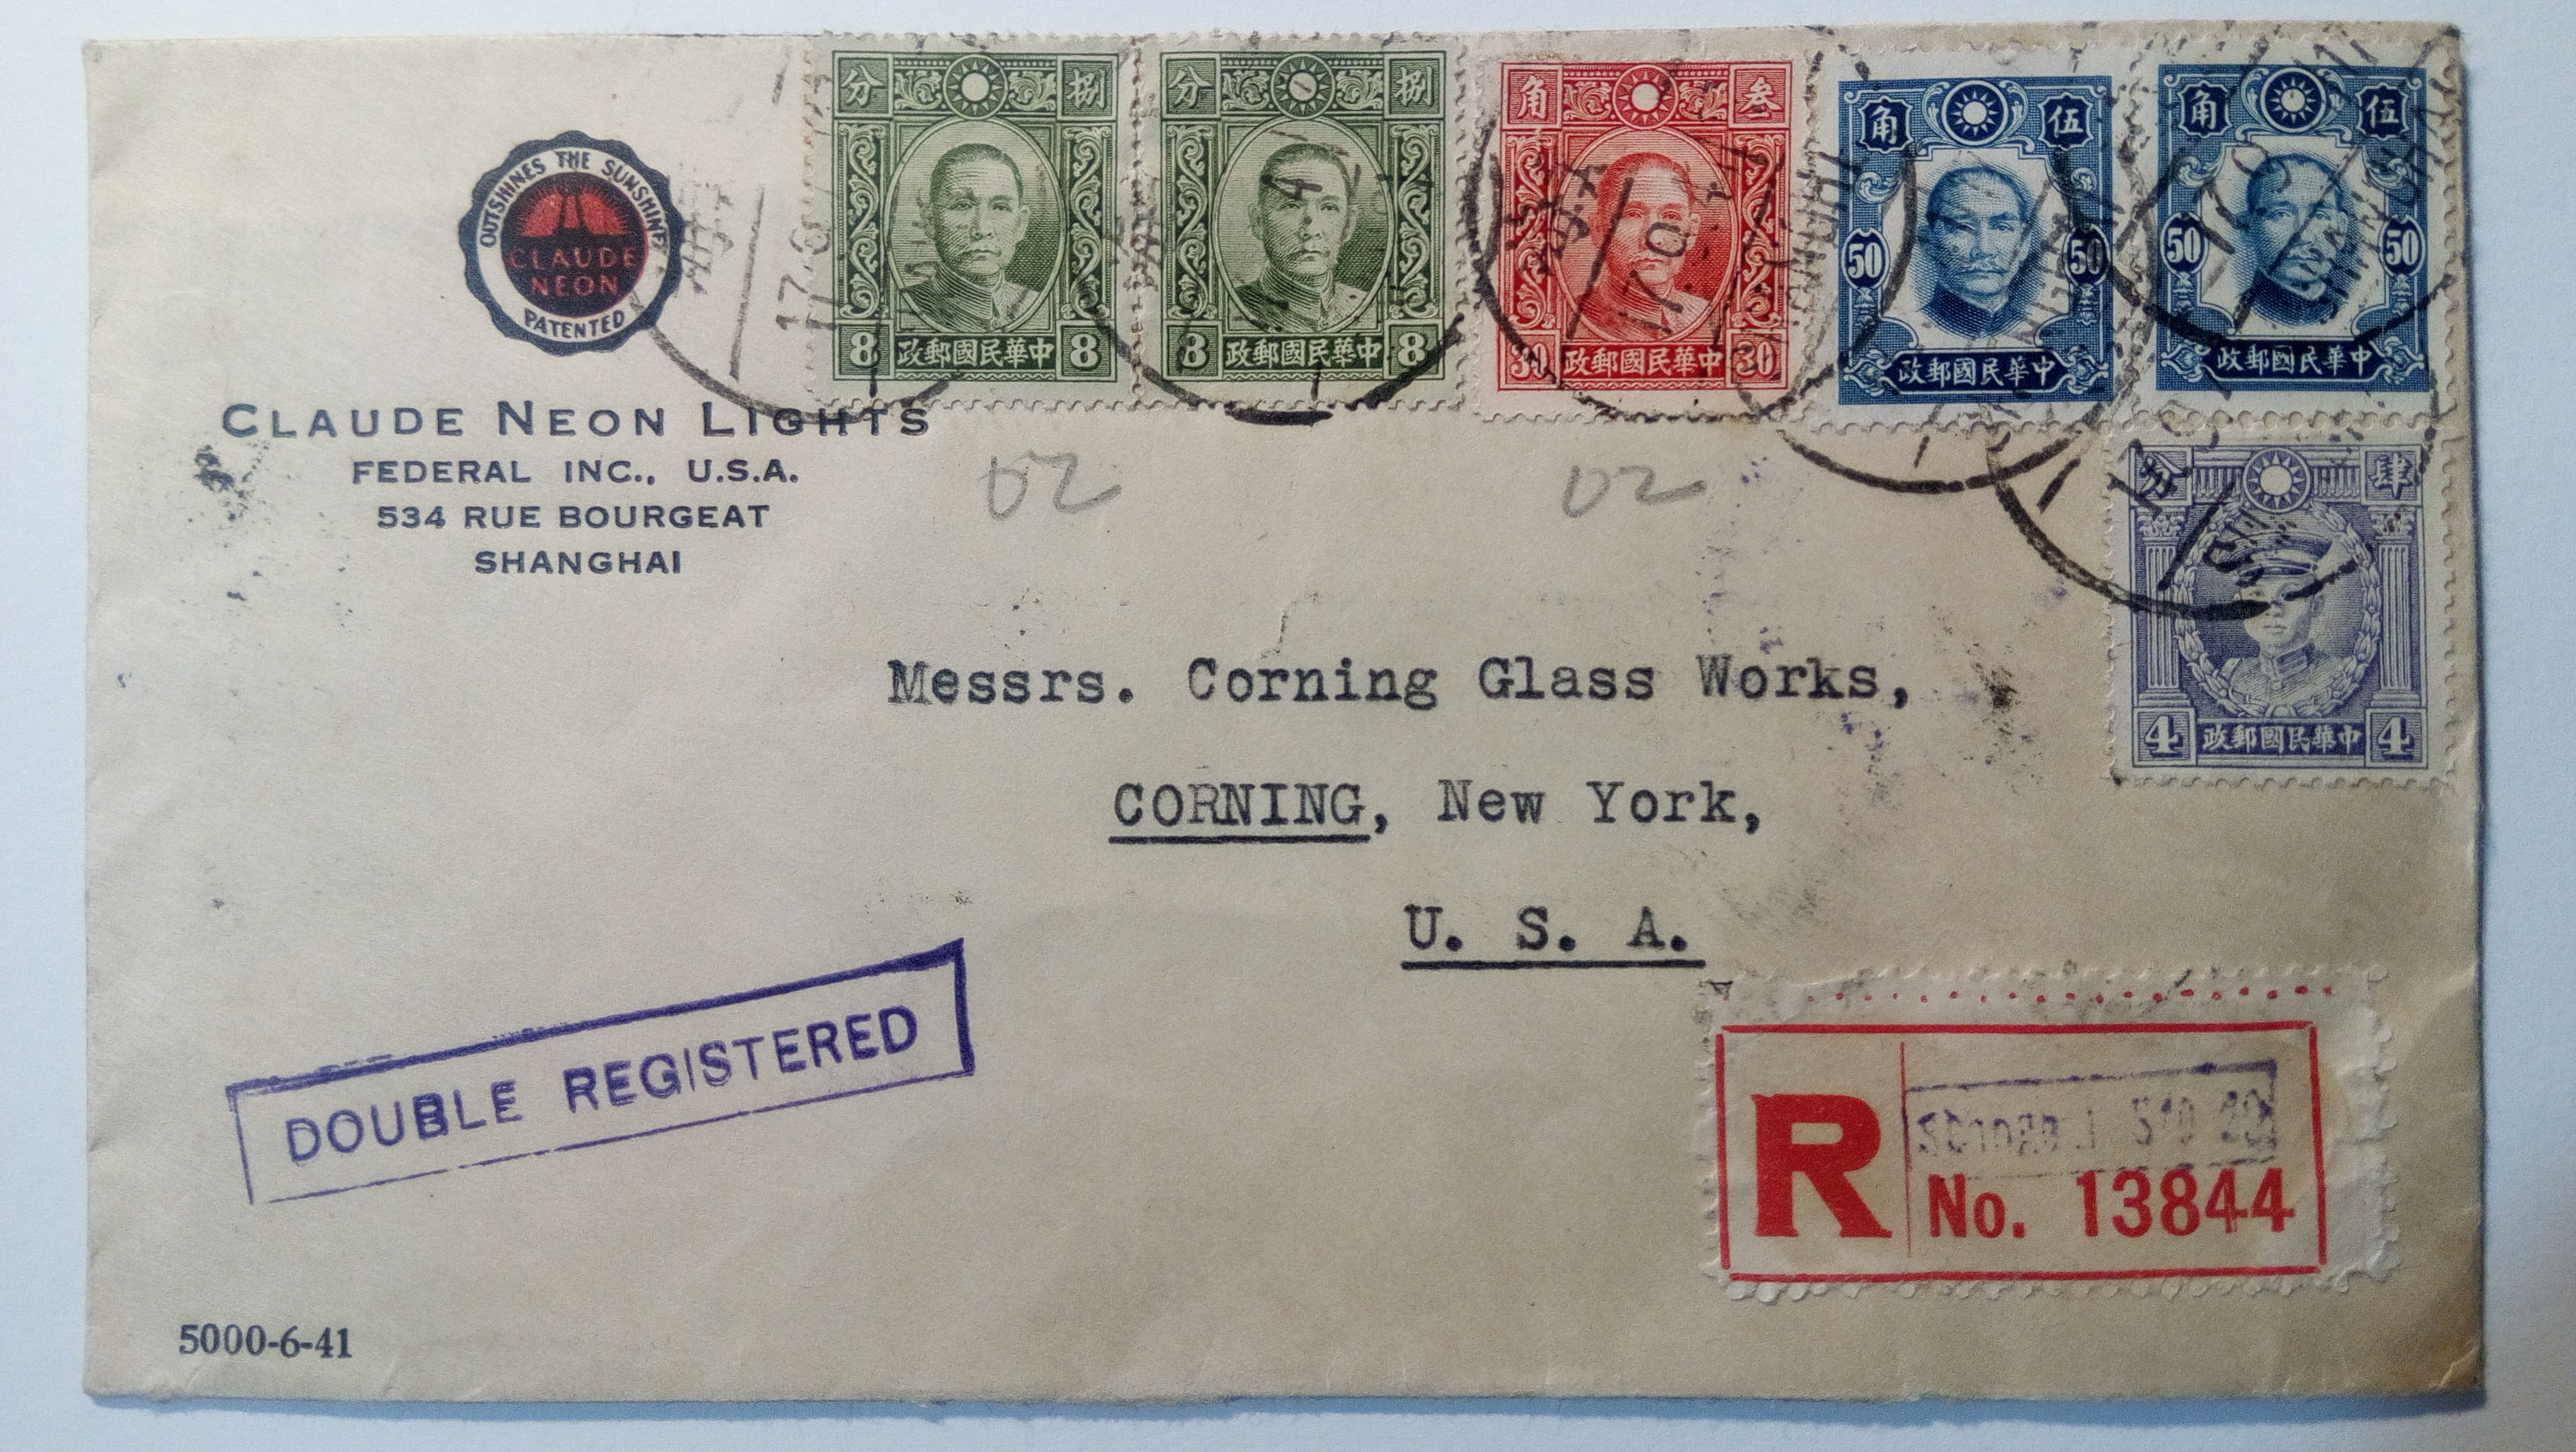 OUTSHINES THE SUNSHINE
CLAUDE
NEON
PATENTED
CLAUDE NEON LIGHTS
FEDERAL INC., U.S.A.
534 RUE BOURGEAT
SHANGHAI
分 捌
8 政郵國民華中 8
分 捌
8 政郵國民華中 8
角 叁
30 政郵國民華中 30
角 伍
50 50
政郵國民華中
角 伍
50 50
政郵國民華中
分 肆
4 政郵國民華中 4
Messrs. Corning Glass Works,
CORNING, New York,
U. S. A.
DOUBLE REGISTERED
R
No. 13844
5000-6-41